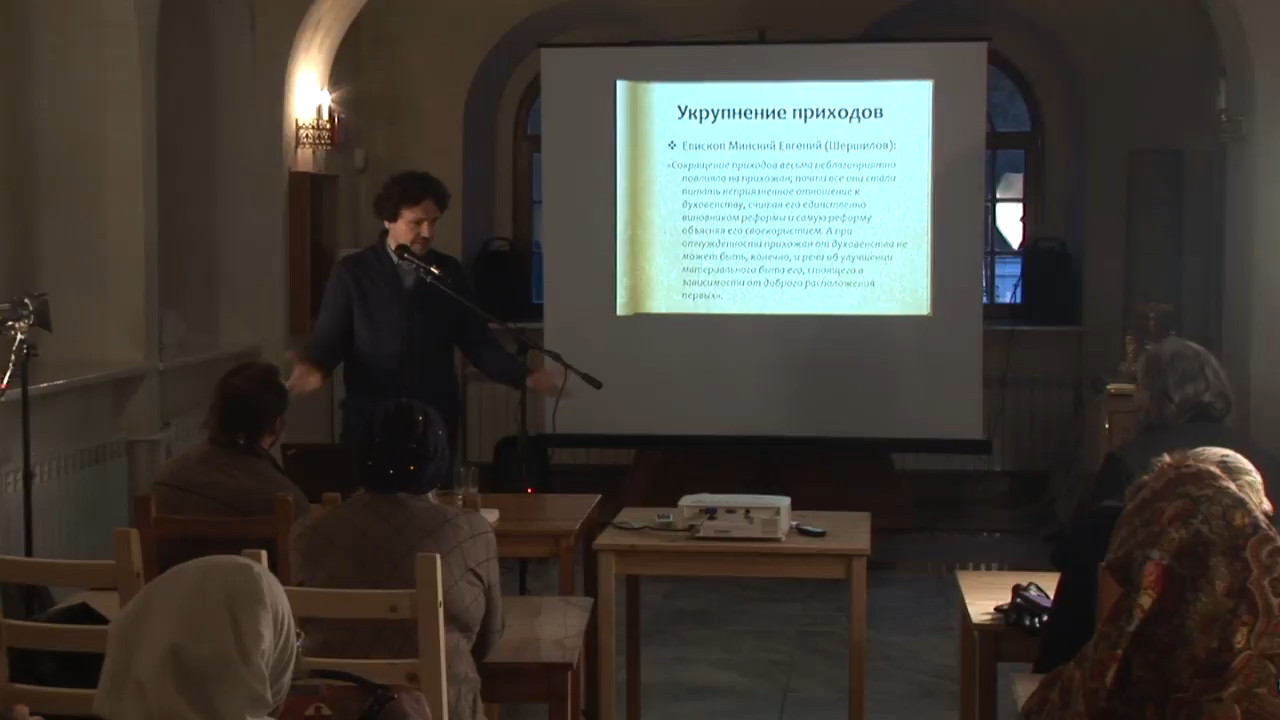 Укрупнение приходов
❖ Епископ Минский Евгений (Шершилов):
«Сокращение приходов весьма неблагоприятно
повлияло на прихожан; почти все они стали
питать неприязненное отношение к
духовенству, считая его единственно
виновником реформы и самую реформу
объясняя его своекорыстием. А при
отчужденности прихожан от духовенства не
может быть, конечно, и речи об улучшении
материального быта его, стоящего в
зависимости от доброго расположения
первых».